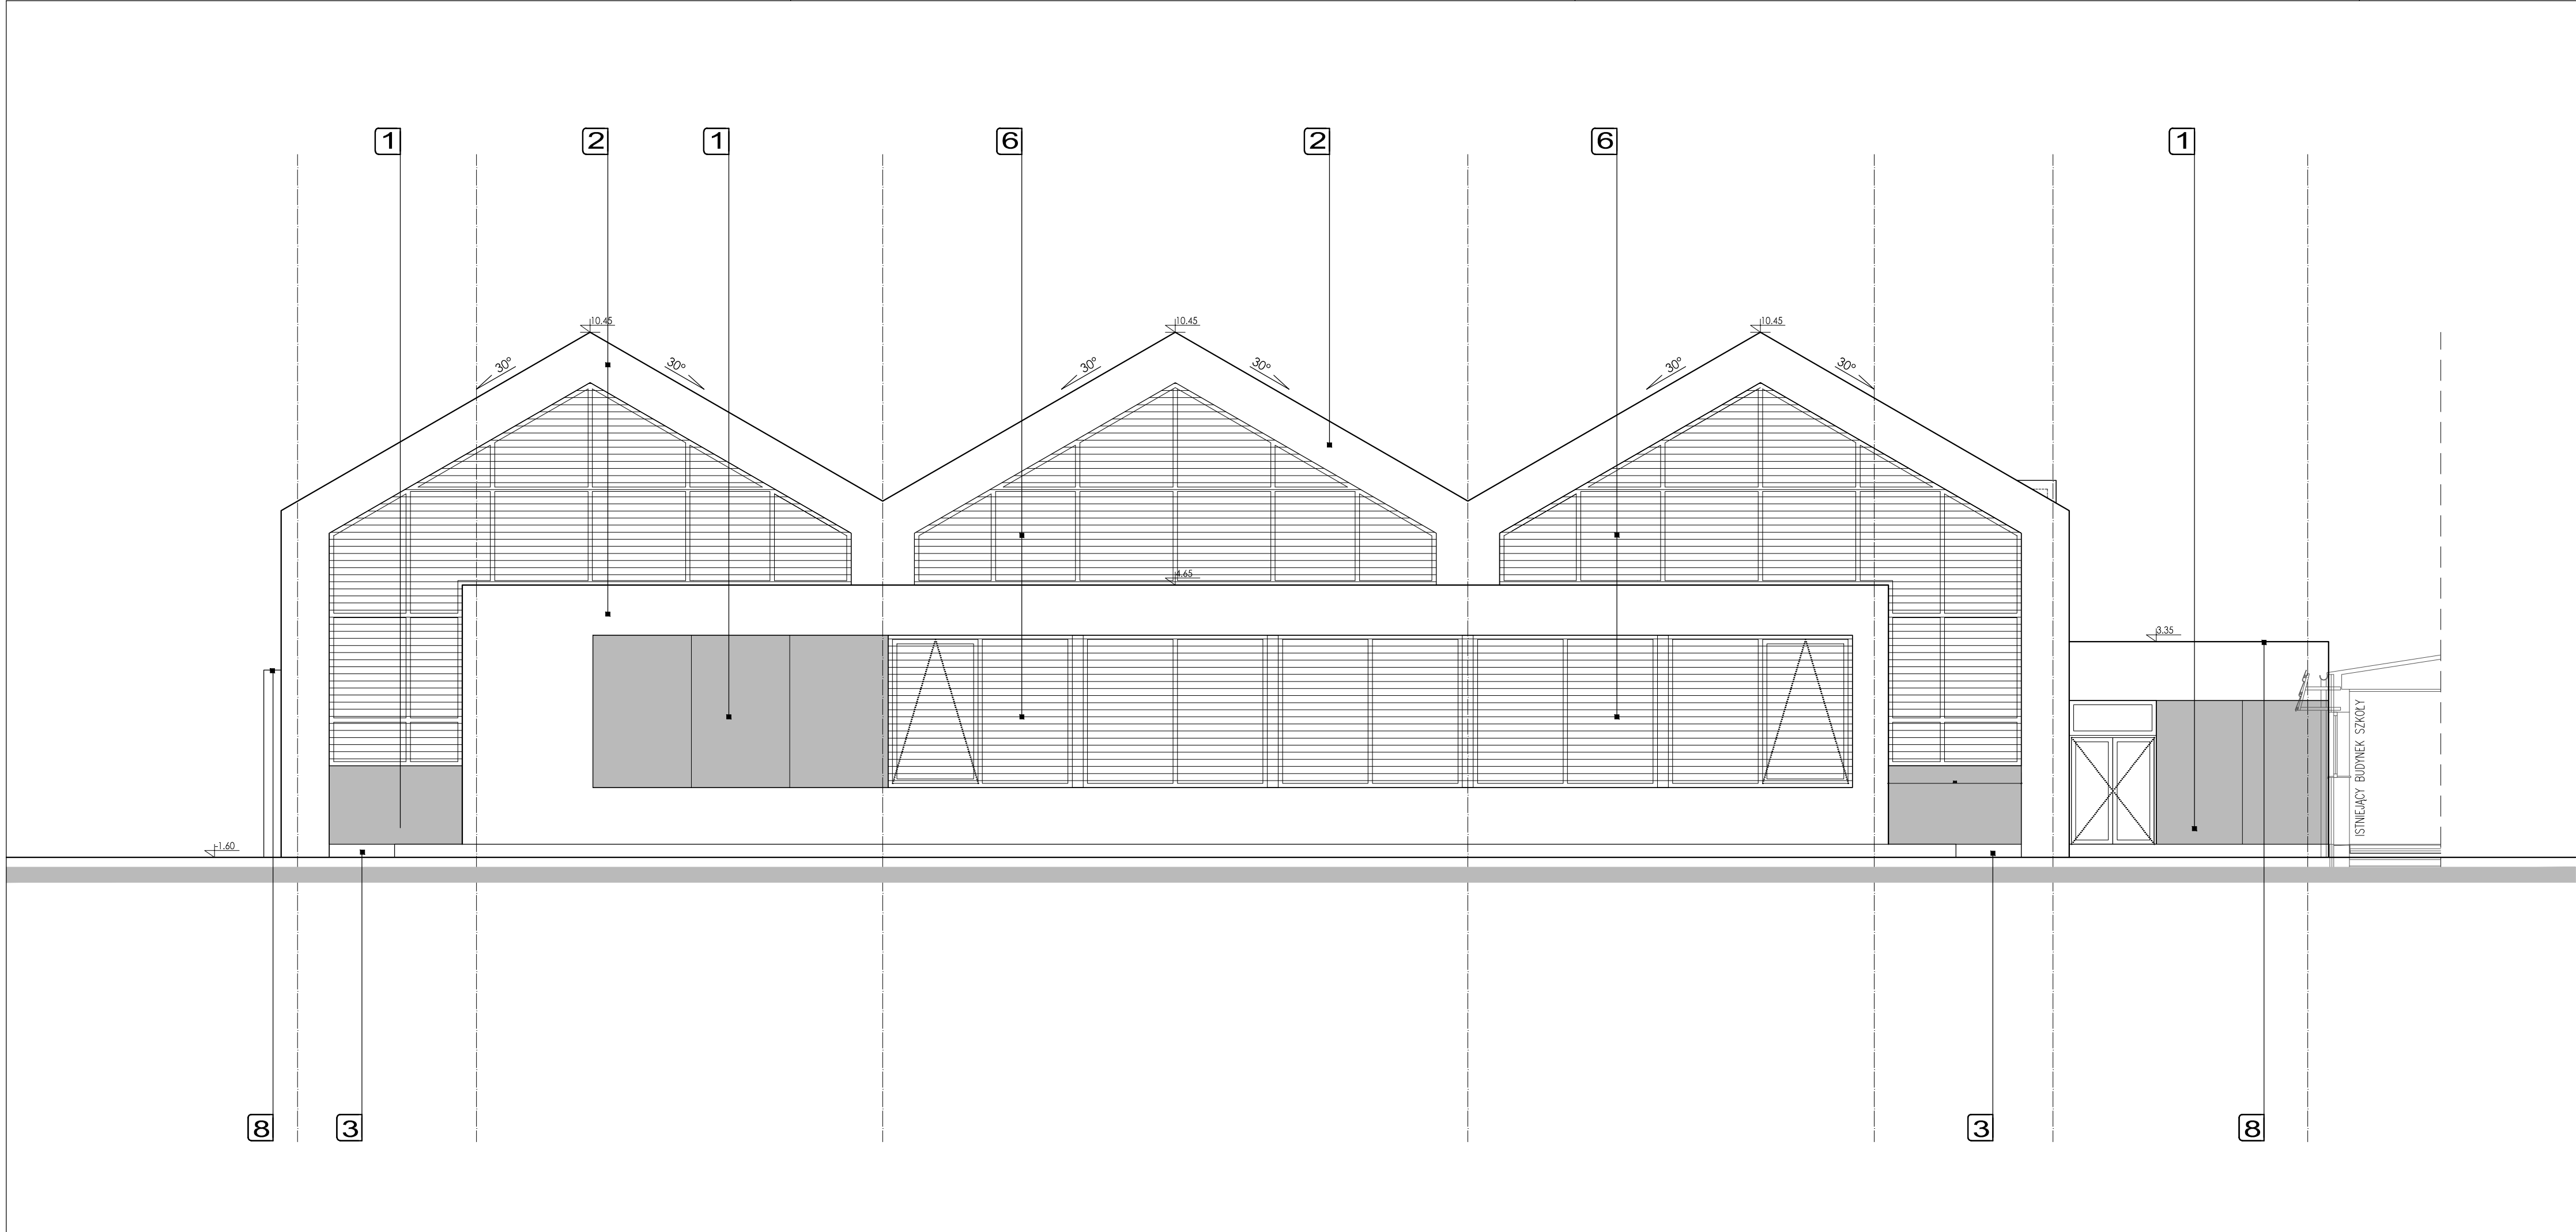 1 2 1 6 2 6 1
10.45 10.45 10.45
30° 30° 30° 30° 30° 30°
4.65
3.35
ISTNIEJĄCY BUDYNEK SZKOŁY
-1.60
8 3 3 8